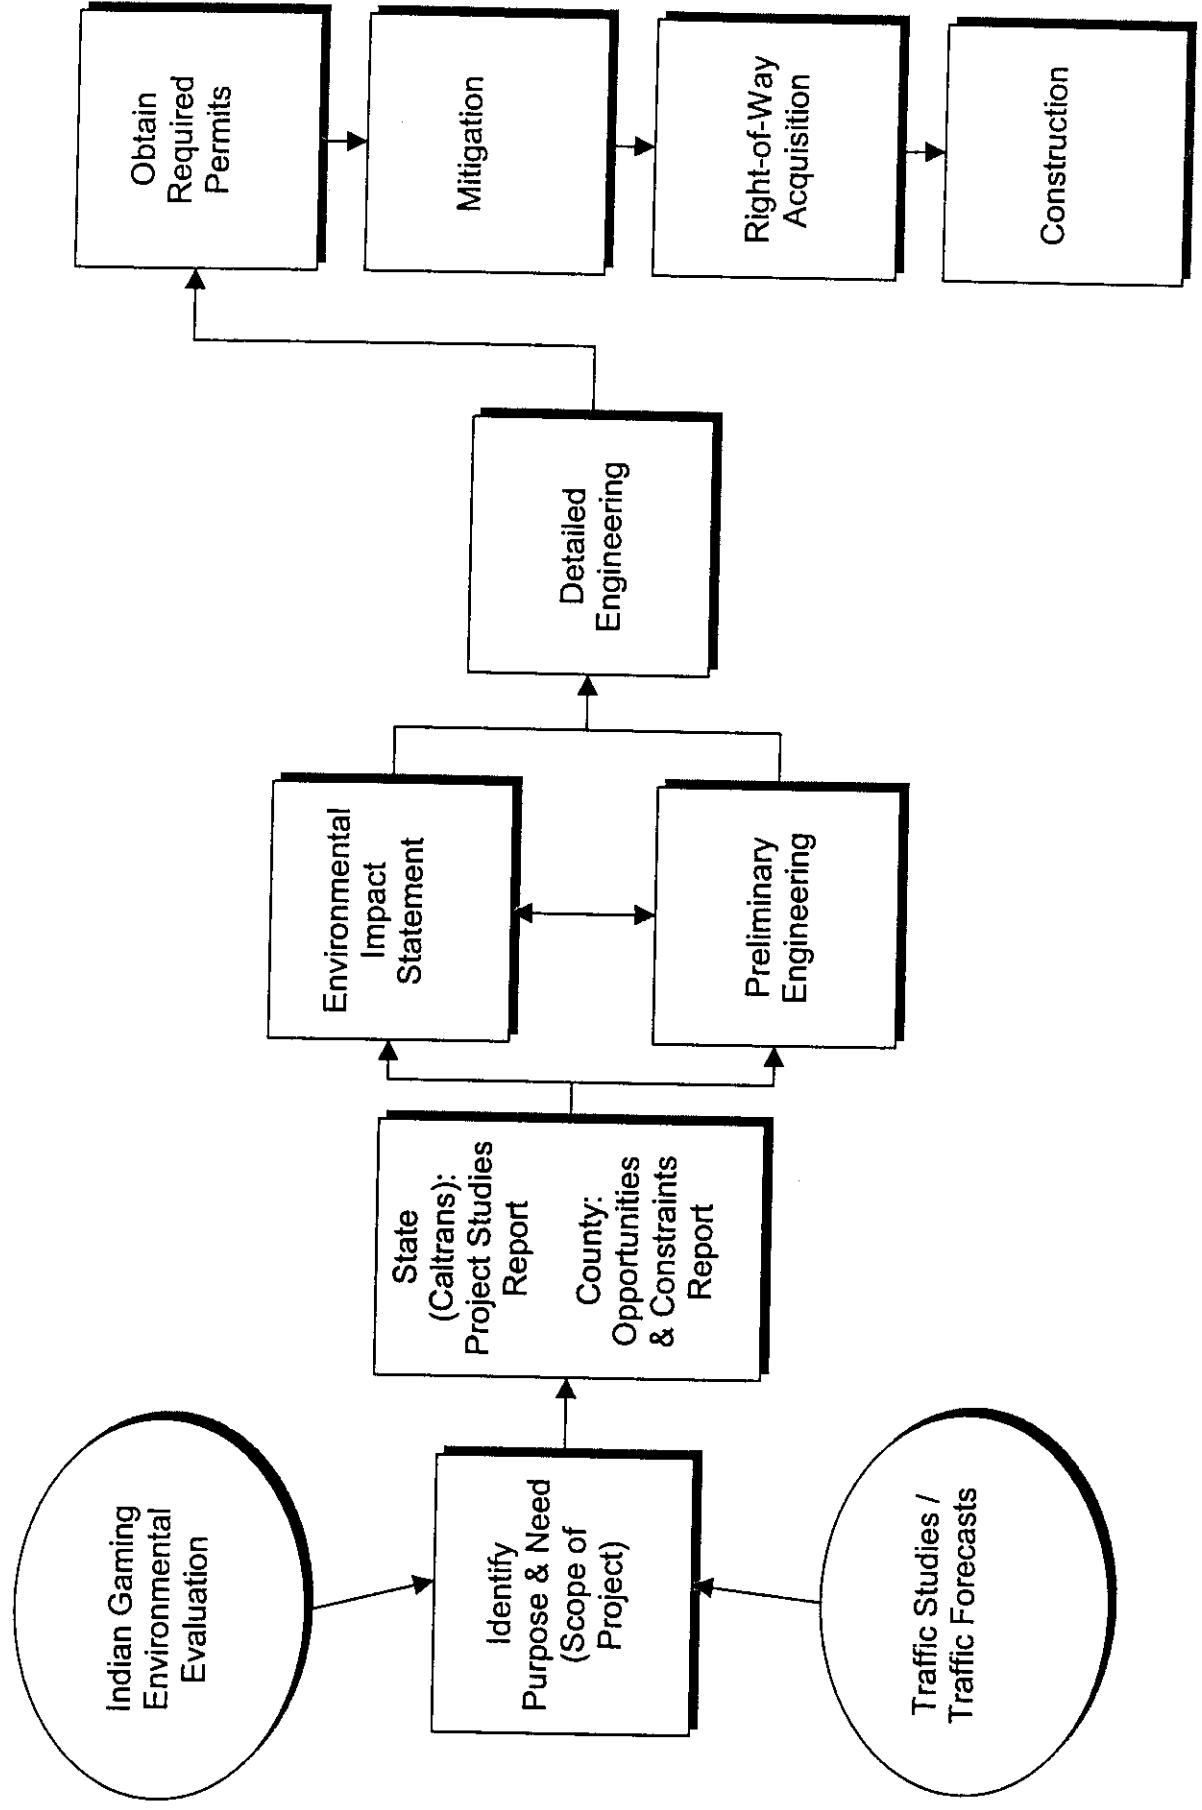 Indian Gaming
Environmental
Evaluation
Identify
Purpose & Need
(Scope of
Project)
Traffic Studies /
Traffic Forecasts
State
(Caltrans):
Project Studies
Report
County:
Opportunities
& Constraints
Report
Environmental
Impact
Statement
Preliminary
Engineering
Detailed
Engineering
Obtain
Required
Permits
Mitigation
Right-of-Way
Acquisition
Construction